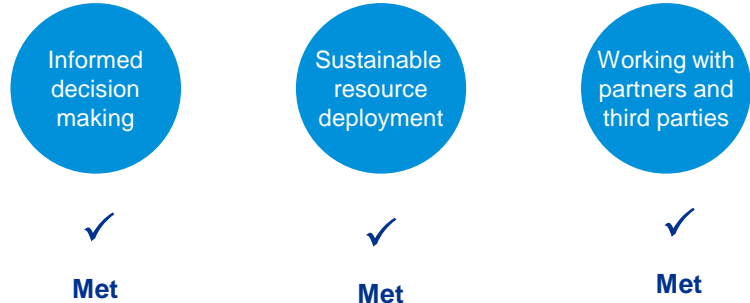 Informed
decision
making
Sustainable
resource
deployment
Working with
partners and
third parties
✓
✓
✓
Met
Met
Met